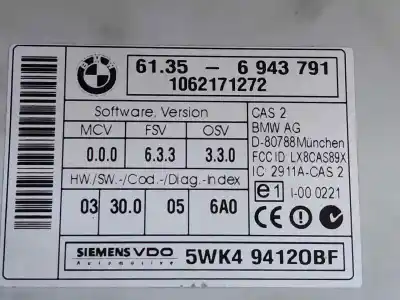 BMW
61.35 - 6 943 791
1062171272
Software, Version
MCV FSV OSV
0.0.0 6.3.3 3.3.0
HW./SW.-/Cod.-/Diag.-Index
03 30.0 05 6A0
CAS 2
BMW AG
D-80788München
FCC ID LX8CAS89X
IC 2911A-CAS 2
e1 I-00 0221
CE
SIEMENS VDO
Automotive
5WK4 94120BF